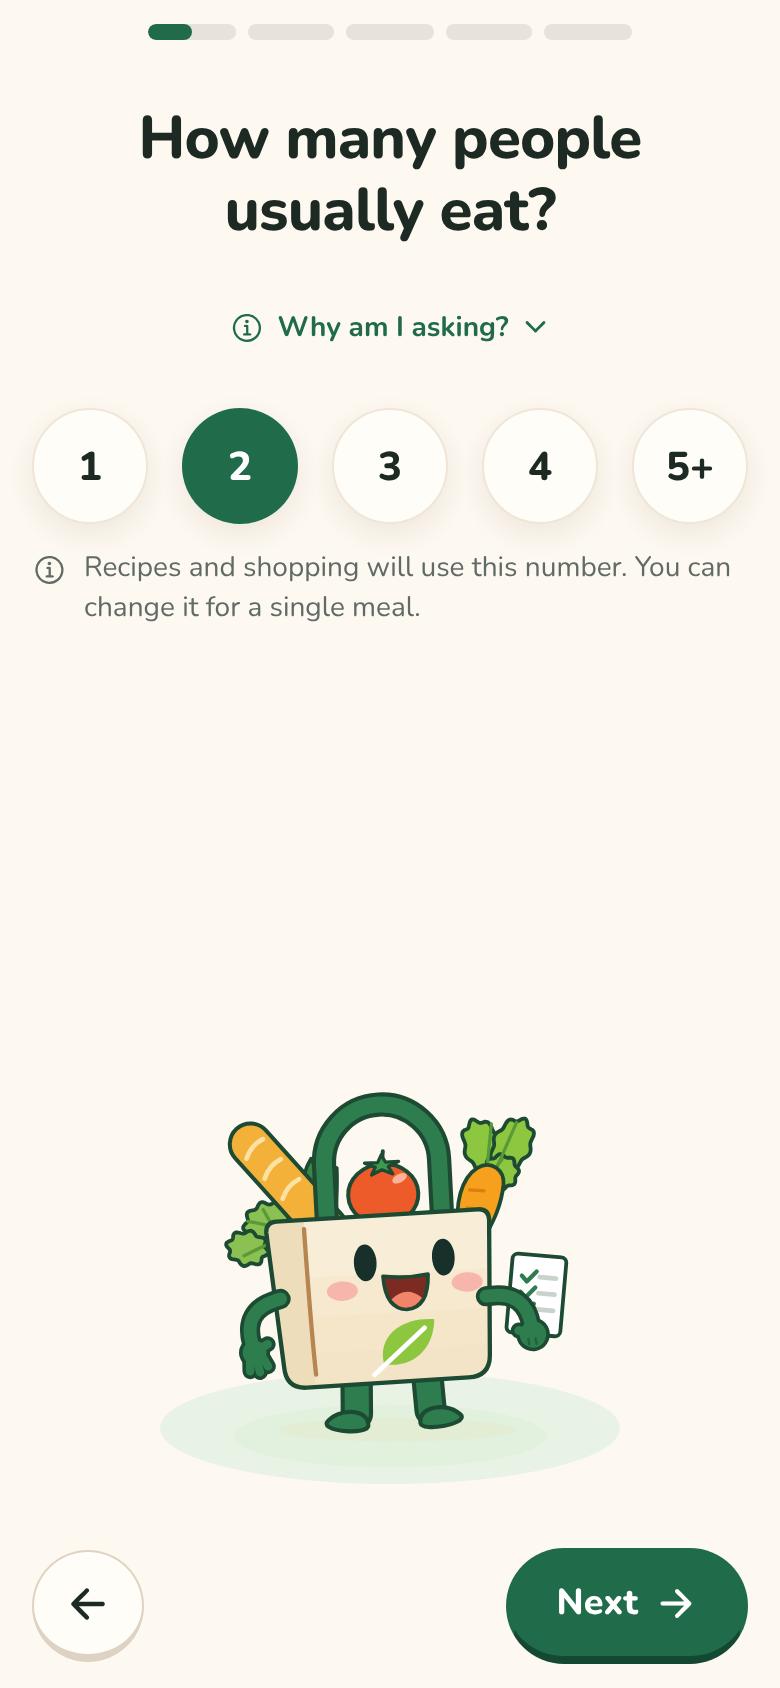 How many people
usually eat?
Why am I asking?
1 2 3 4 5+
Recipes and shopping will use this number. You can
change it for a single meal.
Next